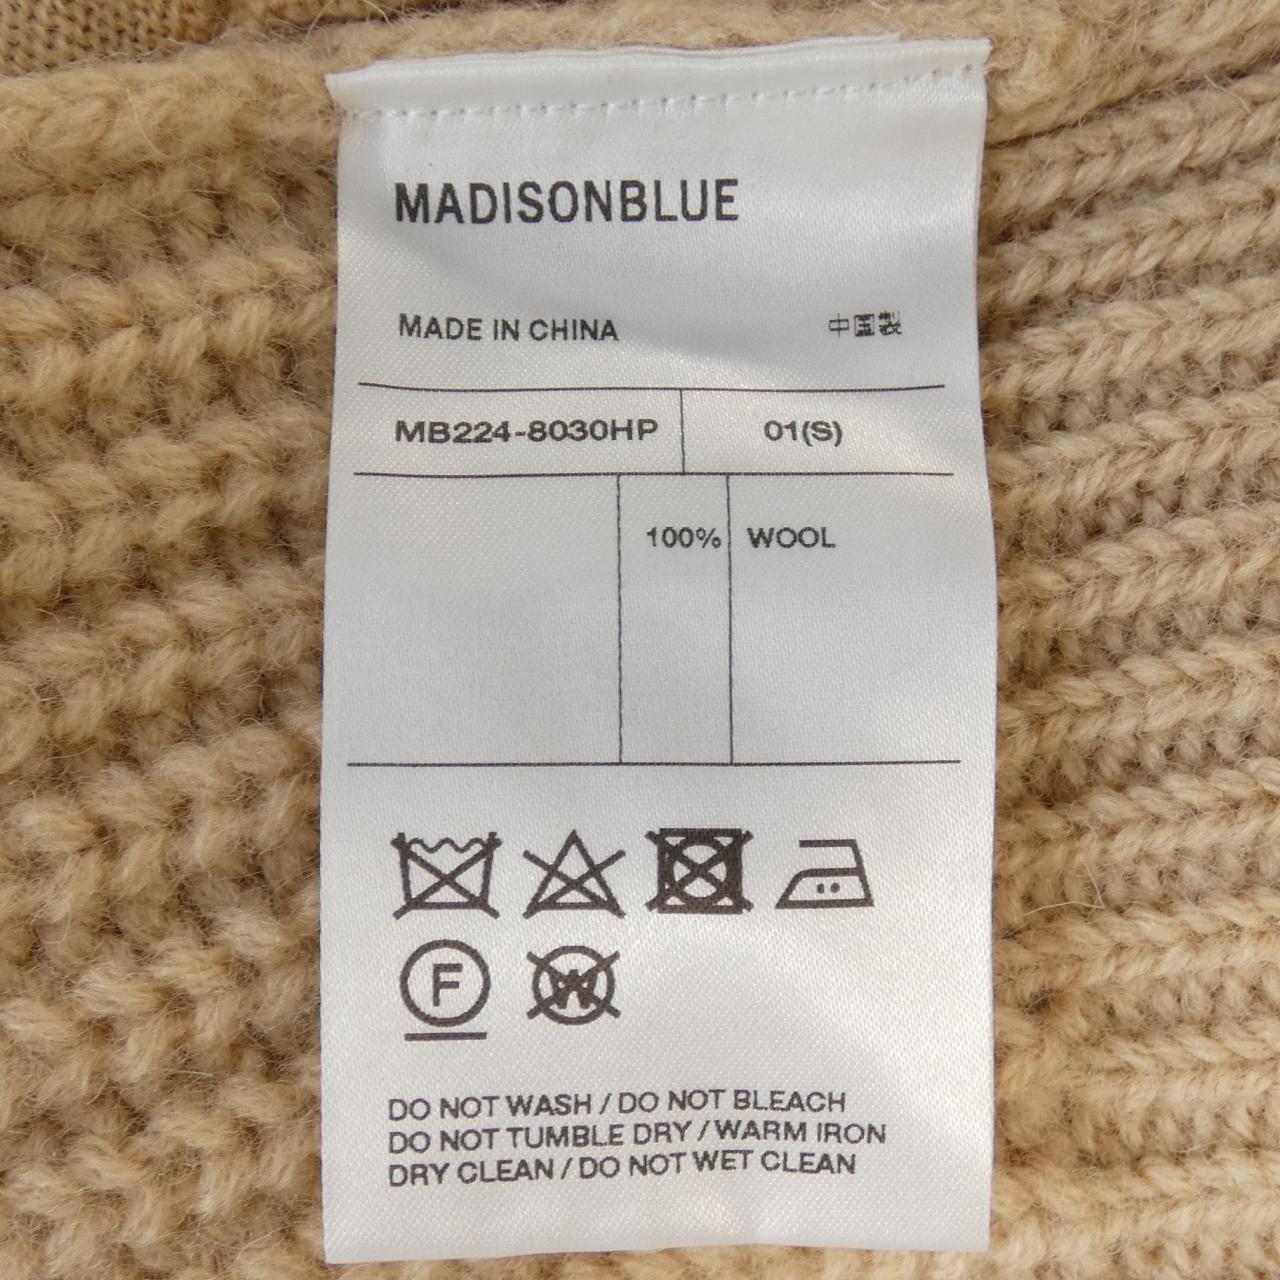 MADISONBLUE
MADE IN CHINA 中国製
MB224-8030HP 01(S)
100% WOOL
F
W
DO NOT WASH / DO NOT BLEACH
DO NOT TUMBLE DRY / WARM IRON
DRY CLEAN / DO NOT WET CLEAN